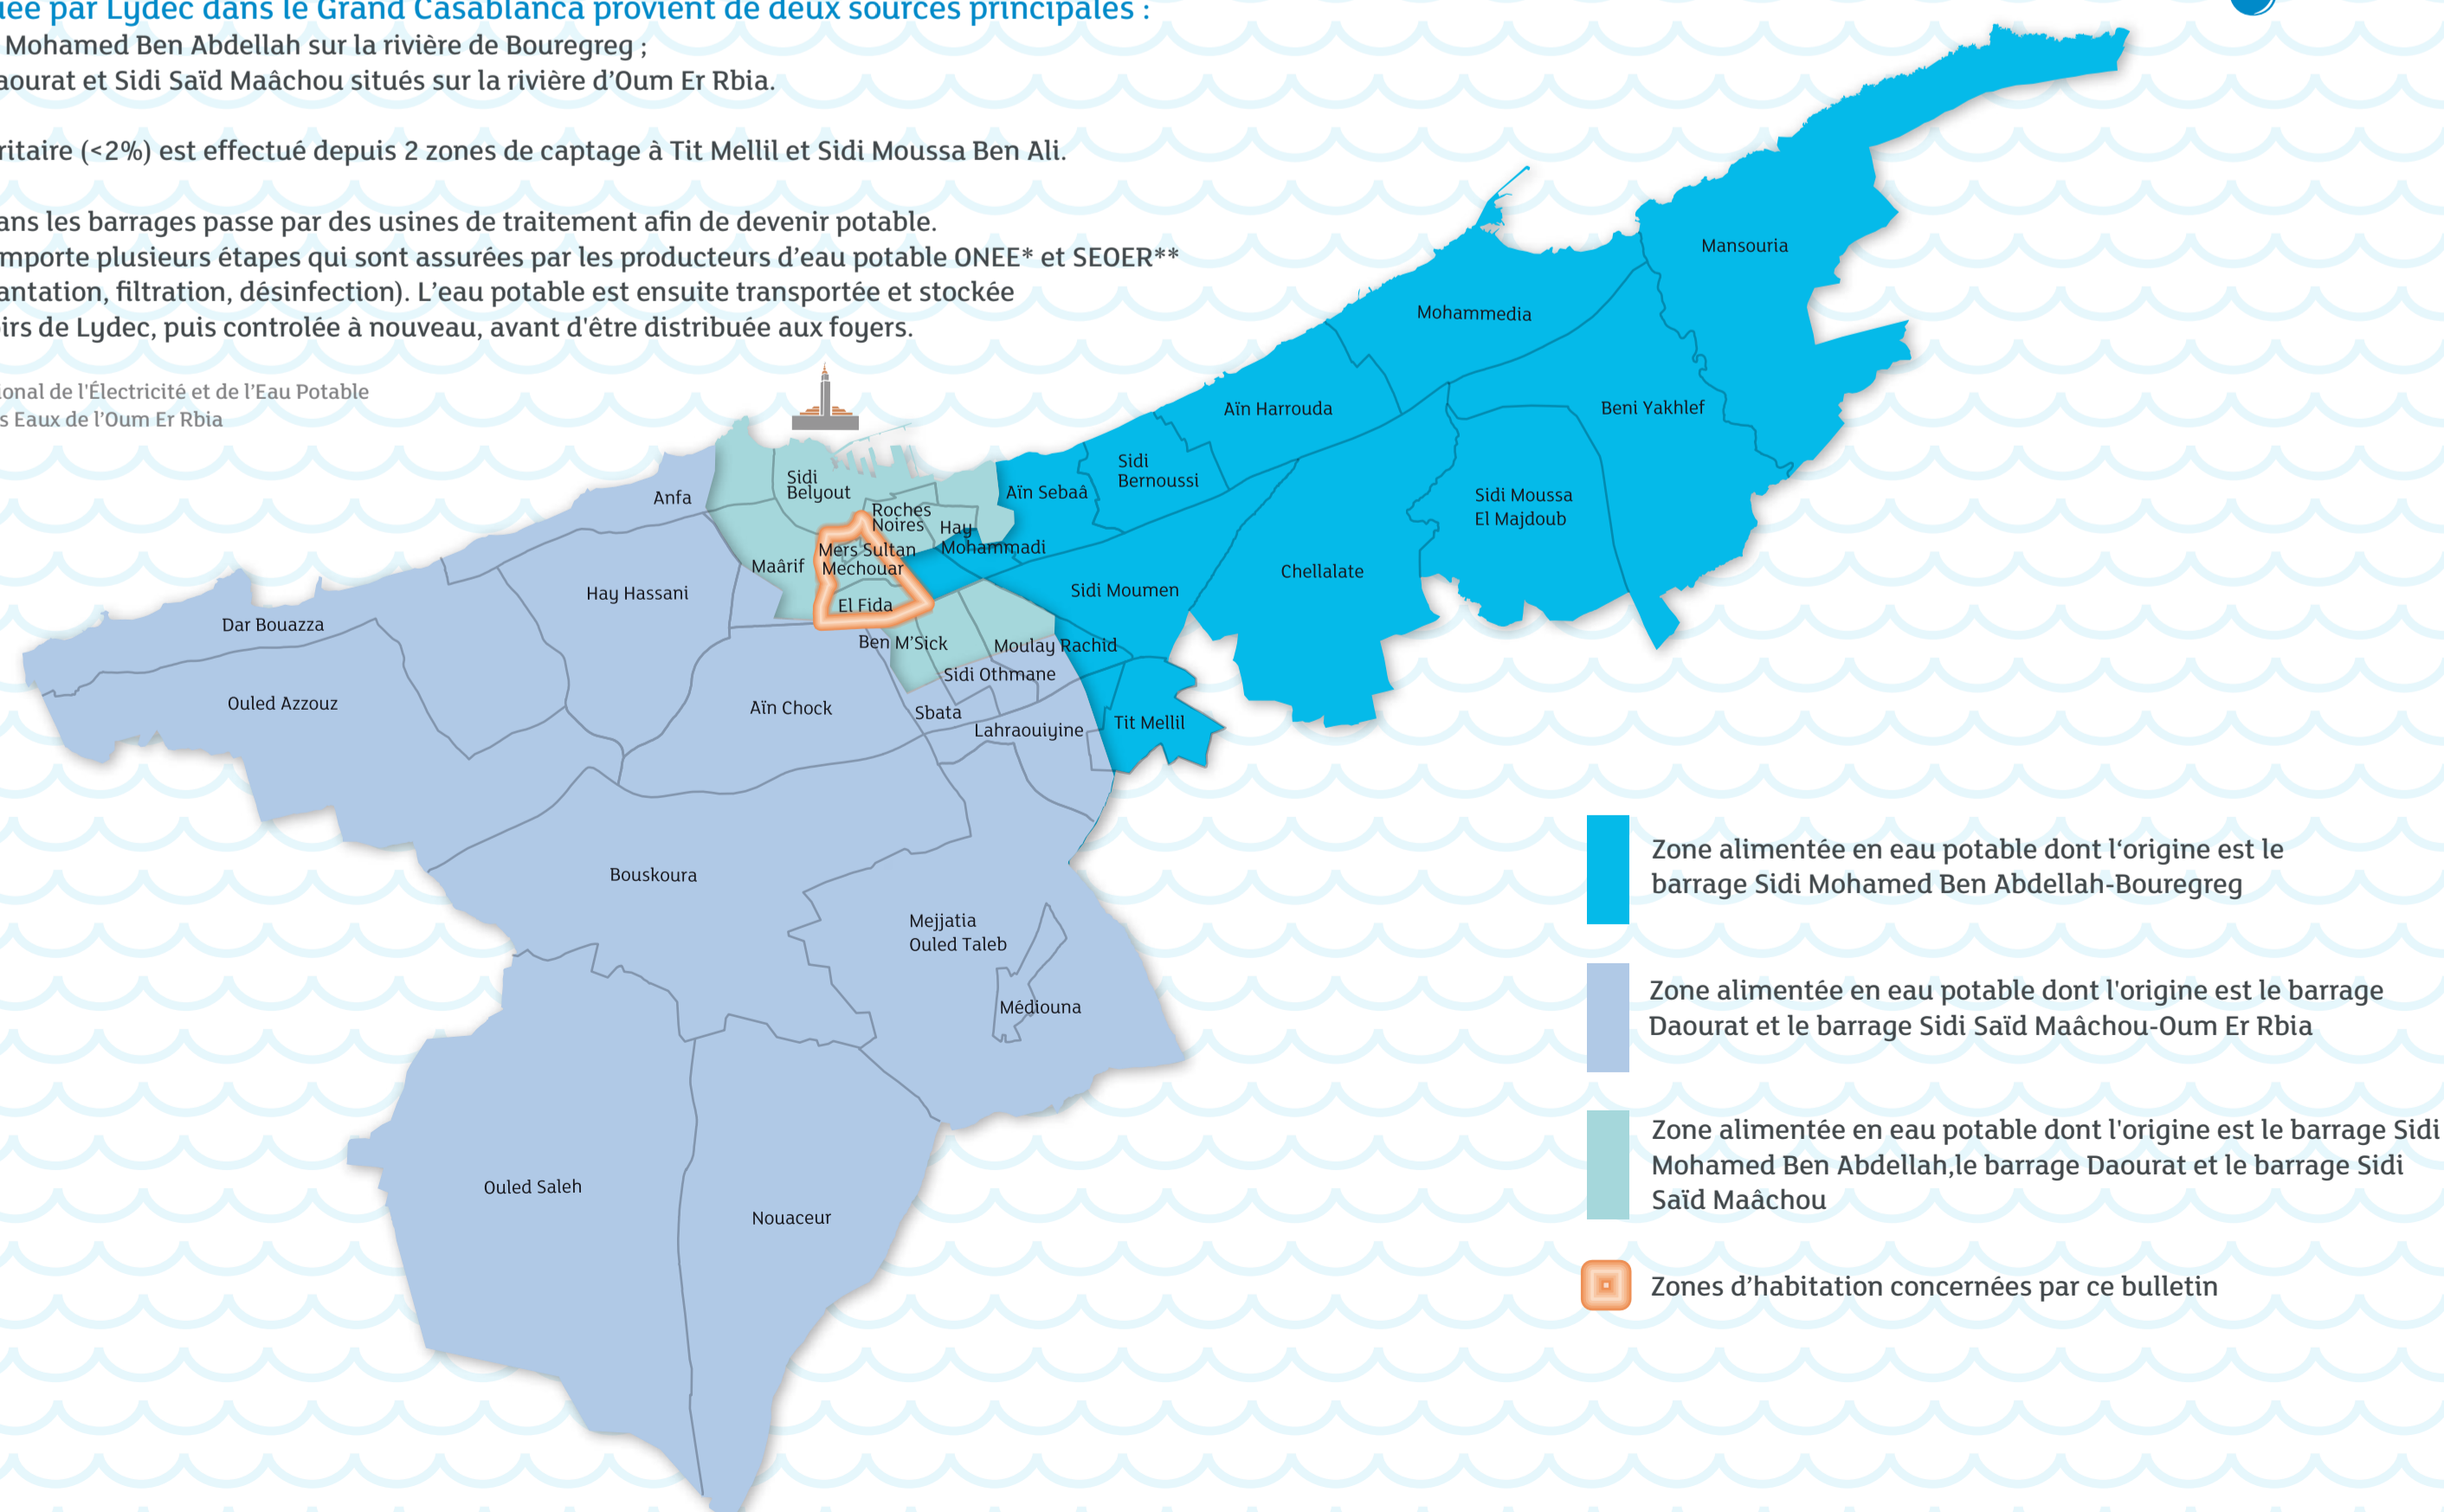 par Lydec dans le Grand Casablanca provient de deux sources principales :
Mohamed Ben Abdellah sur la rivière de Bouregreg ;
aourat et Sidi Saïd Maâchou situés sur la rivière d’Oum Er Rbia.
ritaire (<2%) est effectué depuis 2 zones de captage à Tit Mellil et Sidi Moussa Ben Ali.
ans les barrages passe par des usines de traitement afin de devenir potable.
mporte plusieurs étapes qui sont assurées par les producteurs d’eau potable ONEE* et SEOER**
antation, filtration, désinfection). L’eau potable est ensuite transportée et stockée
irs de Lydec, puis controlée à nouveau, avant d'être distribuée aux foyers.
ional de l'Électricité et de l’Eau Potable
s Eaux de l’Oum Er Rbia
Mansouria
Mohammedia
Aïn Harrouda
Beni Yakhlef
Sidi
Bernoussi
Aïn Sebaâ
Sidi Moussa
El Majdoub
Anfa
Sidi
Belyout
Roches
Noires
Hay
Mohammadi
Mers Sultan
Mechouar
Maârif
El Fida
Chellalate
Sidi Moumen
Hay Hassani
Dar Bouazza
Ben M’Sick
Moulay Rachid
Sidi Othmane
Ouled Azzouz
Aïn Chock
Sbata
Lahraouiyine
Tit Mellil
Bouskoura
Mejjatia
Ouled Taleb
Médiouna
Ouled Saleh
Nouaceur
Zone alimentée en eau potable dont l‘origine est le
barrage Sidi Mohamed Ben Abdellah-Bouregreg
Zone alimentée en eau potable dont l'origine est le barrage
Daourat et le barrage Sidi Saïd Maâchou-Oum Er Rbia
Zone alimentée en eau potable dont l'origine est le barrage Sidi
Mohamed Ben Abdellah,le barrage Daourat et le barrage Sidi
Saïd Maâchou
Zones d’habitation concernées par ce bulletin